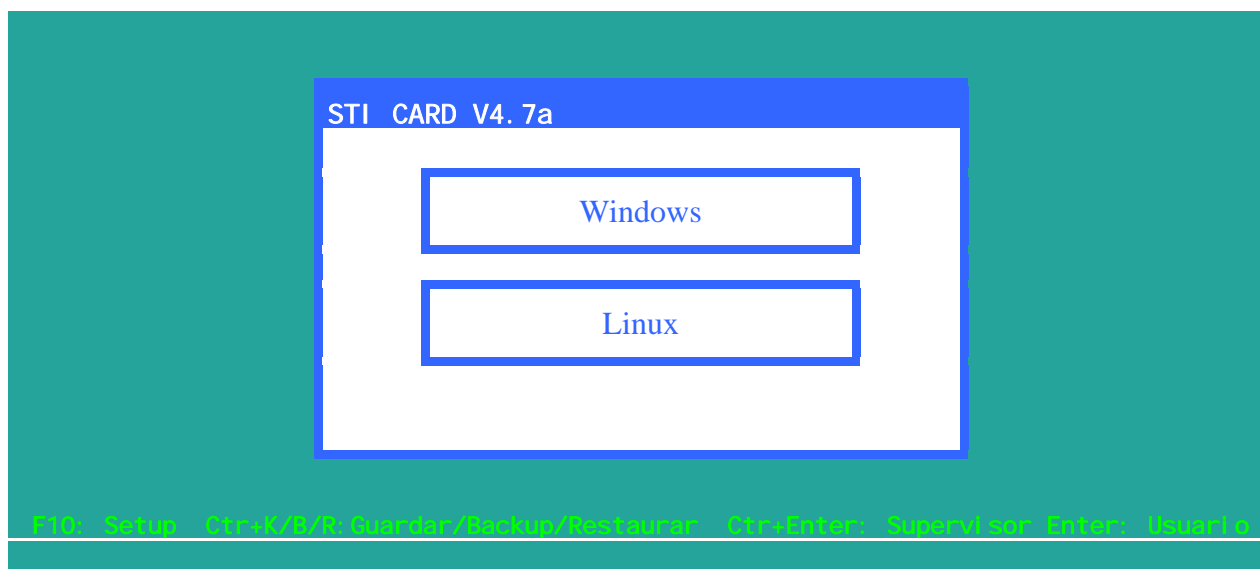 STI CARD V4.7a
Windows
Linux
F10: Setup Ctr+K/B/R:Guardar/Backup/Restaurar Ctr+Enter: Supervisor Enter: Usuario